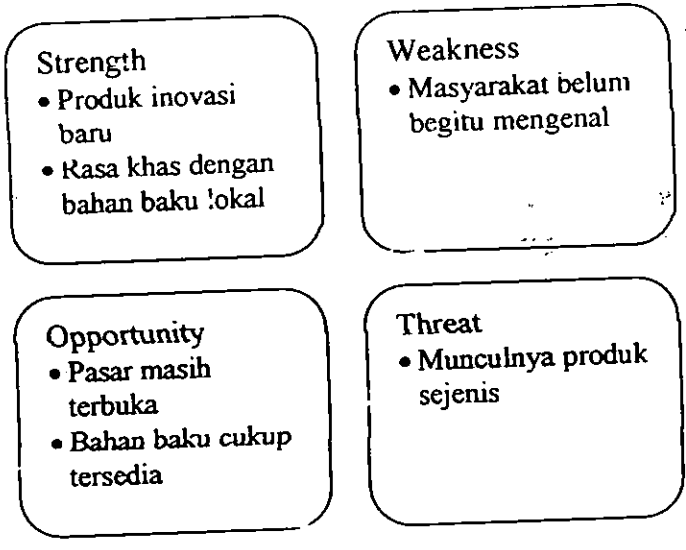 Strength
• Produk inovasi
baru
• Rasa khas dengan
bahan baku lokal
Weakness
• Masyarakat belum
begitu mengenal
Opportunity
• Pasar masih
terbuka
• Bahan baku cukup
tersedia
Threat
• Munculnya produk
sejenis